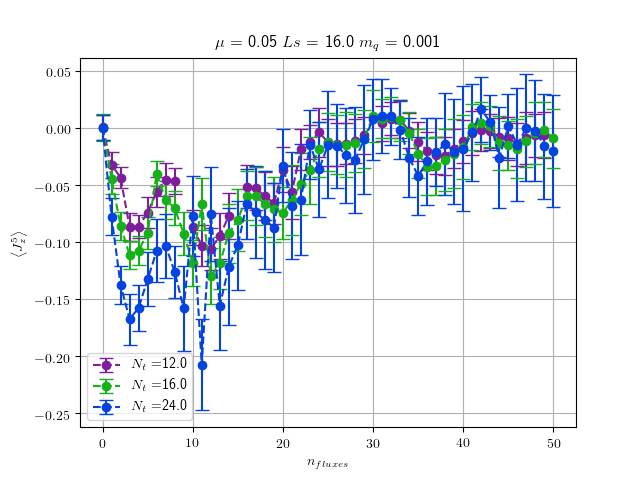 μ = 0.05 Ls = 16.0 m_q = 0.001
0.05
0.00
−0.05
−0.10
−0.15
−0.20
−0.25
⟨J_z^5⟩
N_t =12.0
N_t =16.0
N_t =24.0
0 10 20 30 40 50
n_fluxes